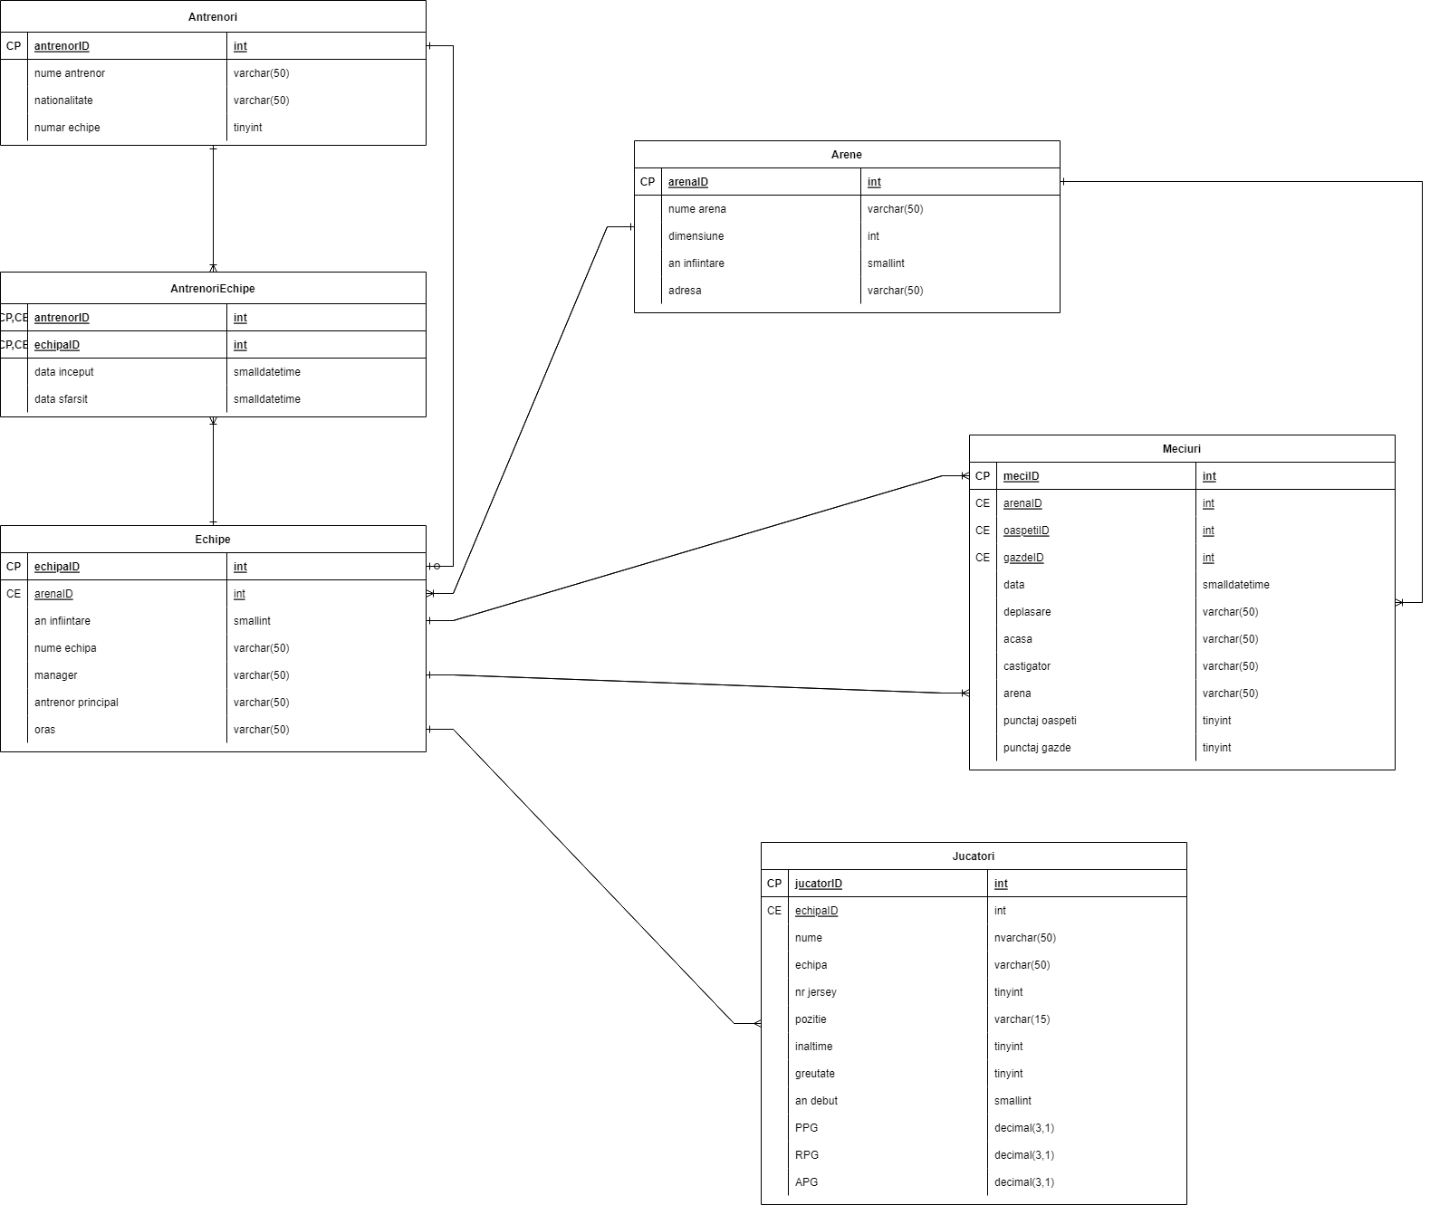 Antrenori
CP antrenorID int
nume antrenor varchar(50)
nationalitate varchar(50)
numar echipe tinyint
Arene
CP arenaID int
nume arena varchar(50)
dimensiune int
an infiintare smallint
adresa varchar(50)
AntrenoriEchipe
CP,CE antrenorID int
CP,CE echipaID int
data inceput smalldatetime
data sfarsit smalldatetime
Meciuri
CP meciID int
CE arenaID int
CE oaspetiID int
CE gazdeID int
data smalldatetime
deplasare varchar(50)
acasa varchar(50)
castigator varchar(50)
arena varchar(50)
punctaj oaspeti tinyint
punctaj gazde tinyint
Echipe
CP echipaID int
CE arenaID int
an infiintare smallint
nume echipa varchar(50)
manager varchar(50)
antrenor principal varchar(50)
oras varchar(50)
Jucatori
CP jucatorID int
CE echipaID int
nume nvarchar(50)
echipa varchar(50)
nr jersey tinyint
pozitie varchar(15)
inaltime tinyint
greutate tinyint
an debut smallint
PPG decimal(3,1)
RPG decimal(3,1)
APG decimal(3,1)